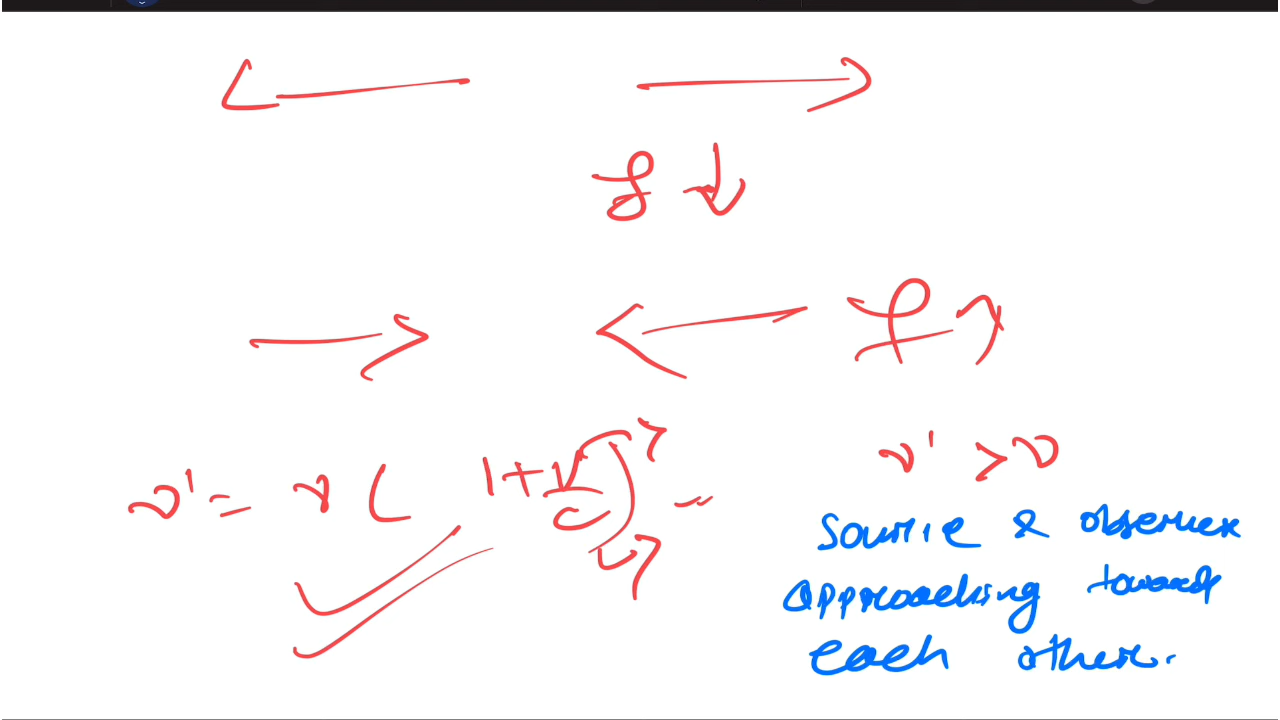 f ↓
f ↑
ν' = ν ( 1 + v/c )
ν' > ν
Source & observer
approaching towards
each other.